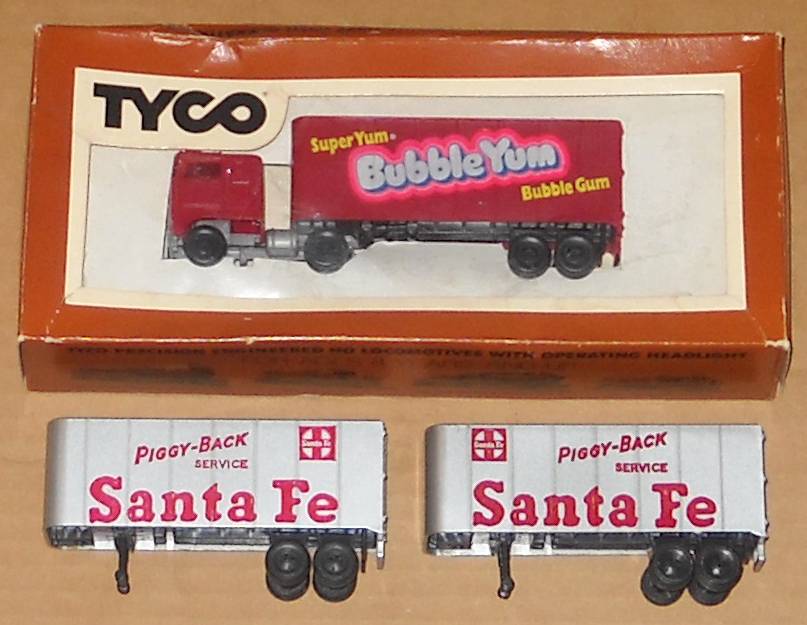 TYCO
Super Yum®
Bubble Yum
Bubble Gum
TYCO PRECISION ENGINEERED HO LOCOMOTIVES WITH OPERATING HEADLIGHT
PIGGY-BACK
SERVICE
Santa Fe
Santa Fe
Santa Fe
PIGGY-BACK
SERVICE
Santa Fe